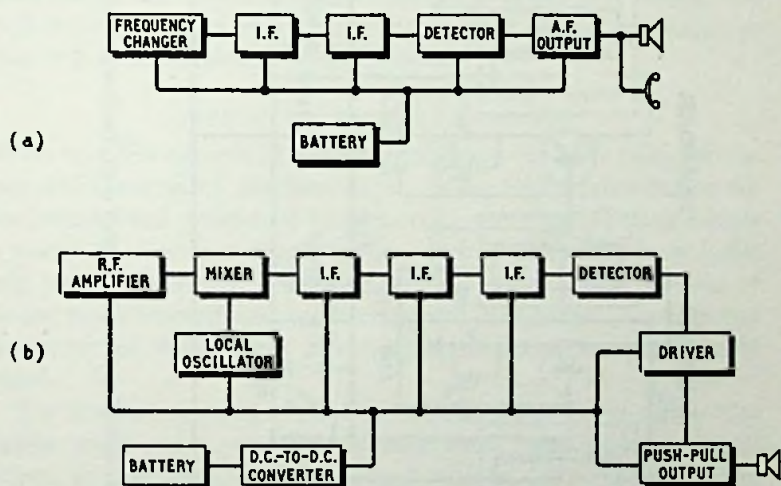 FREQUENCY
CHANGER
I.F.
I.F.
DETECTOR
A.F.
OUTPUT
(a)
BATTERY
R.F.
AMPLIFIER
MIXER
I.F.
I.F.
I.F.
DETECTOR
(b)
LOCAL
OSCILLATOR
DRIVER
BATTERY
D.C.-TO-D.C.
CONVERTER
PUSH-PULL
OUTPUT